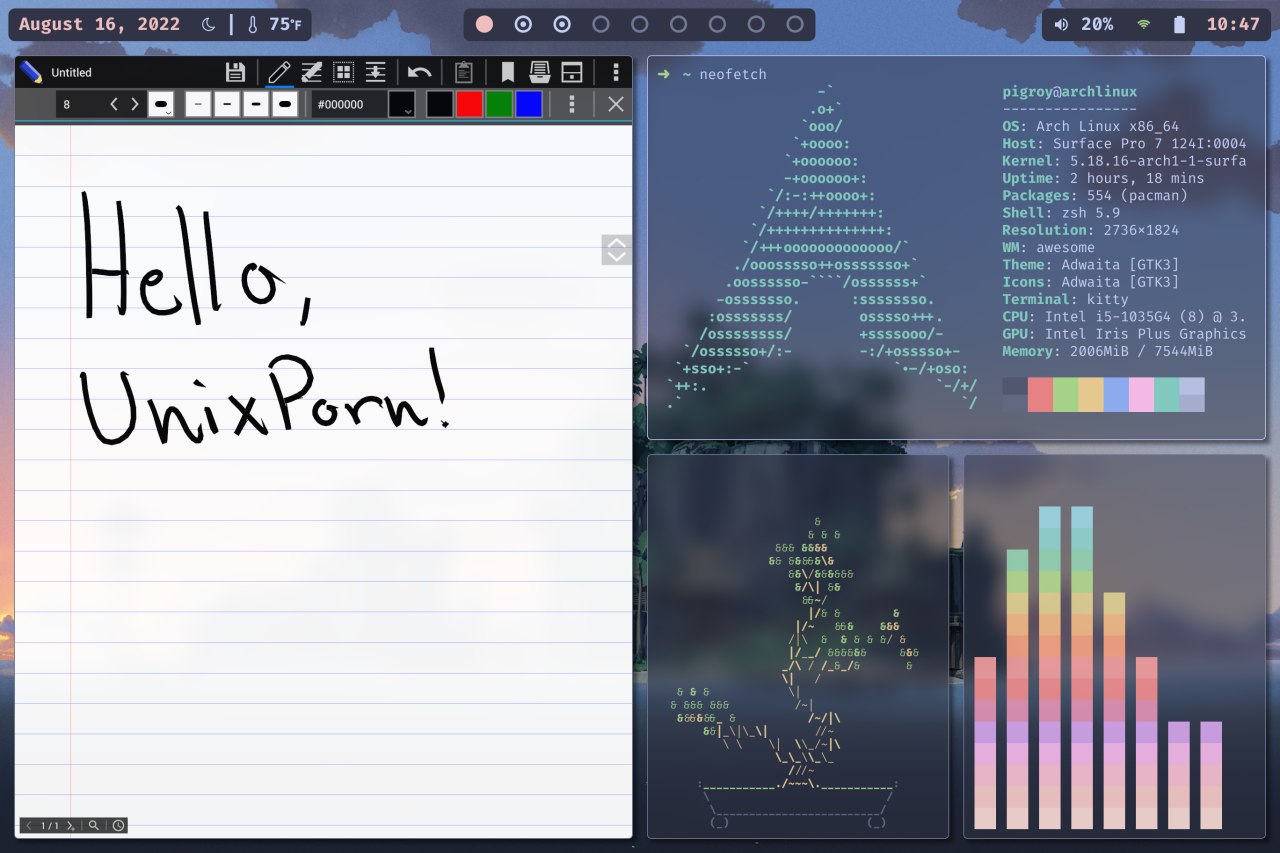 August 16, 2022
75°F
20%
10:47
Untitled
8
#000000
Hello,
UnixPorn!
1/1
➜ ~ neofetch
pigroy@archlinux
----------------
OS: Arch Linux x86_64
Host: Surface Pro 7 124I:0004
Kernel: 5.18.16-arch1-1-surfa
Uptime: 2 hours, 18 mins
Packages: 554 (pacman)
Shell: zsh 5.9
Resolution: 2736×1824
WM: awesome
Theme: Adwaita [GTK3]
Icons: Adwaita [GTK3]
Terminal: kitty
CPU: Intel i5-1035G4 (8) @ 3.
GPU: Intel Iris Plus Graphics
Memory: 2006MiB / 7544MiB